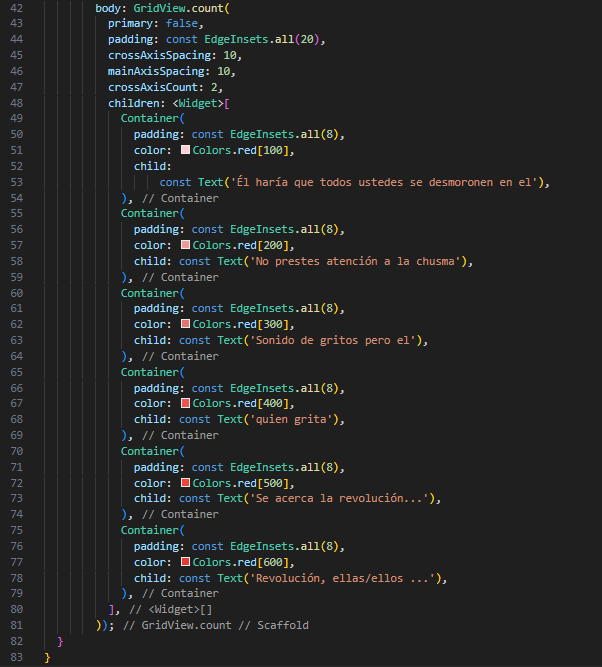 42 body: GridView.count(
43 primary: false,
44 padding: const EdgeInsets.all(20),
45 crossAxisSpacing: 10,
46 mainAxisSpacing: 10,
47 crossAxisCount: 2,
48 children: <Widget>[
49 Container(
50 padding: const EdgeInsets.all(8),
51 color: Colors.red[100],
52 child:
53 const Text('Él haría que todos ustedes se desmoronen en el'),
54 ), // Container
55 Container(
56 padding: const EdgeInsets.all(8),
57 color: Colors.red[200],
58 child: const Text('No prestes atención a la chusma'),
59 ), // Container
60 Container(
61 padding: const EdgeInsets.all(8),
62 color: Colors.red[300],
63 child: const Text('Sonido de gritos pero el'),
64 ), // Container
65 Container(
66 padding: const EdgeInsets.all(8),
67 color: Colors.red[400],
68 child: const Text('quien grita'),
69 ), // Container
70 Container(
71 padding: const EdgeInsets.all(8),
72 color: Colors.red[500],
73 child: const Text('Se acerca la revolución...'),
74 ), // Container
75 Container(
76 padding: const EdgeInsets.all(8),
77 color: Colors.red[600],
78 child: const Text('Revolución, ellas/ellos ...'),
79 ), // Container
80 ], // <Widget>[]
81 )); // GridView.count // Scaffold
82 }
83 }